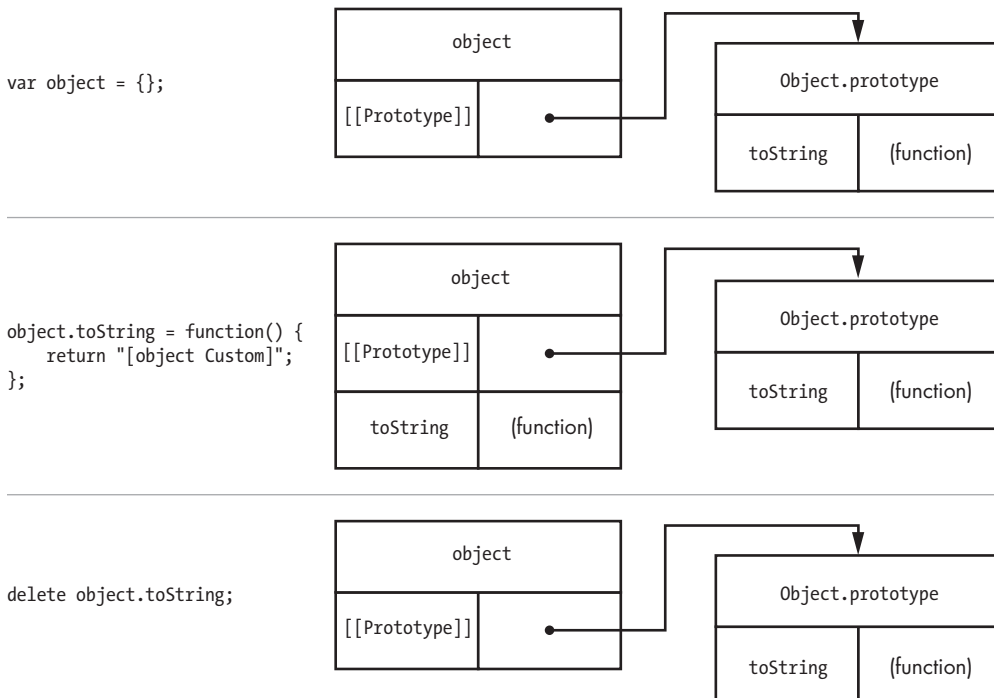 var object = {};
object
[[Prototype]]
Object.prototype
toString (function)
object.toString = function() {
    return "[object Custom]";
};
object
[[Prototype]]
toString (function)
Object.prototype
toString (function)
delete object.toString;
object
[[Prototype]]
Object.prototype
toString (function)